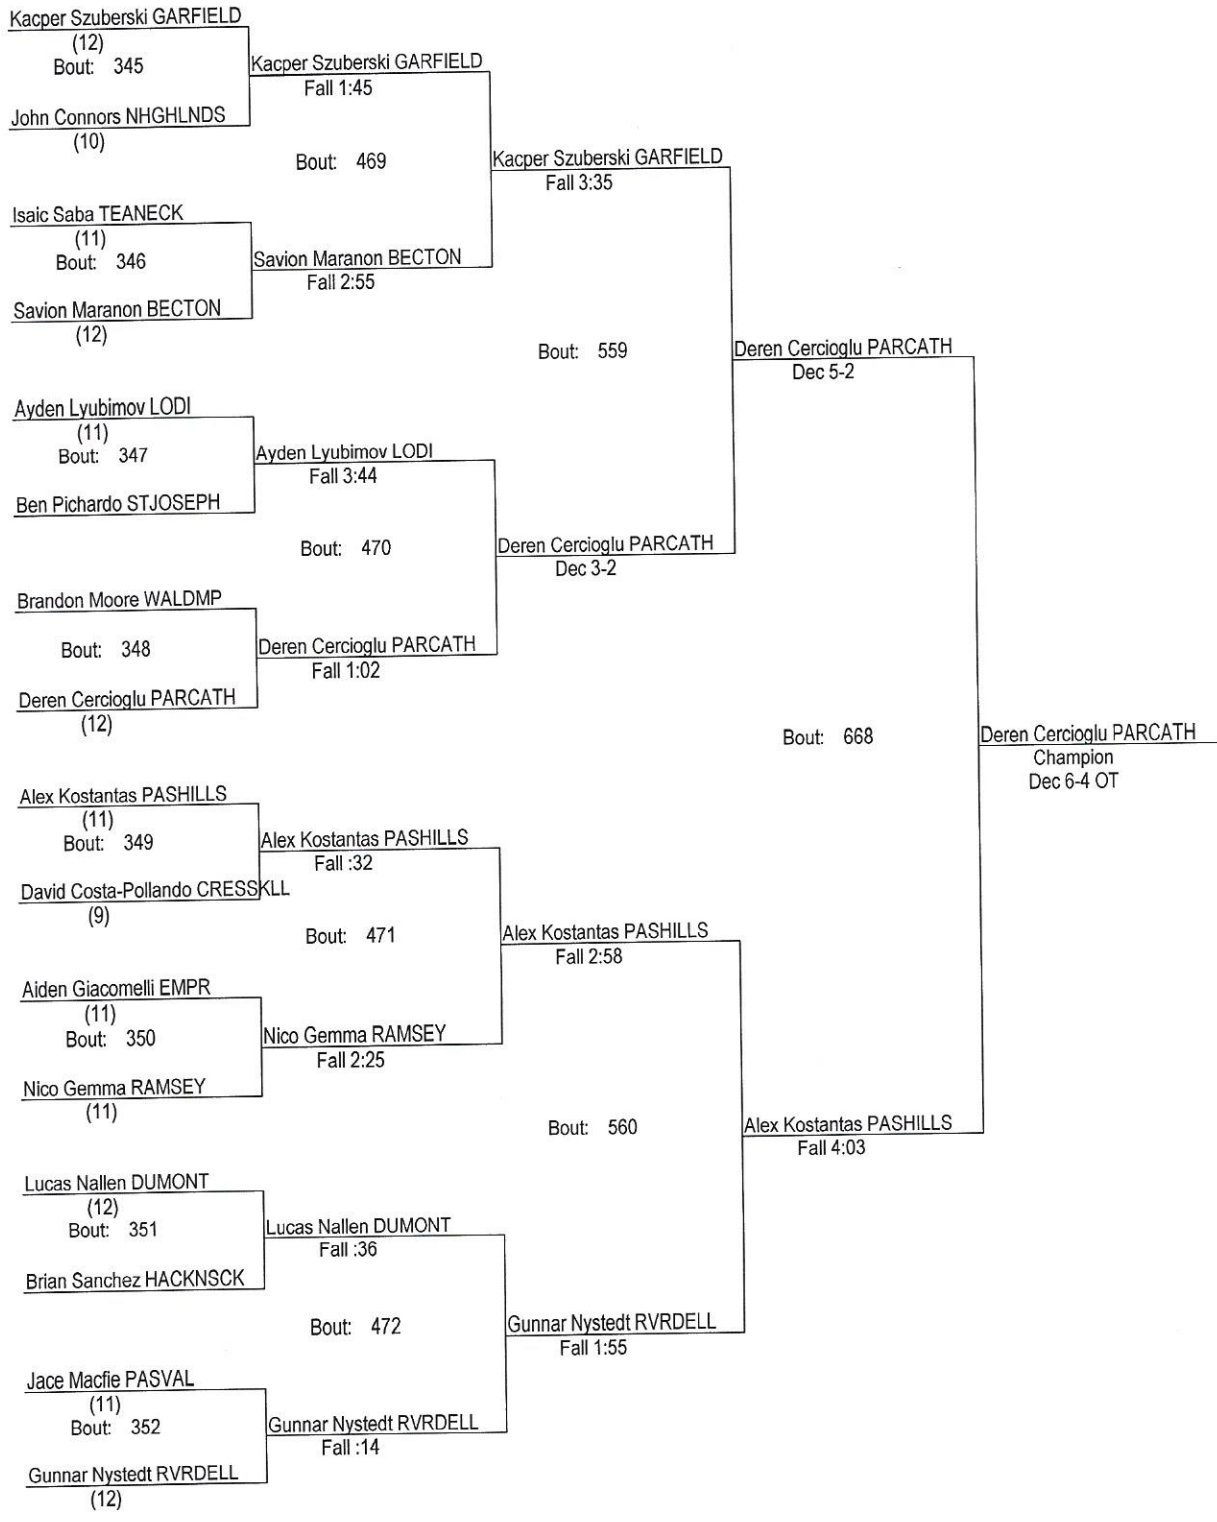 Kacper Szuberski GARFIELD
(12)
Bout: 345
John Connors NHGHLNDS
(10)
Isaic Saba TEANECK
(11)
Bout: 346
Savion Maranon BECTON
(12)
Ayden Lyubimov LODI
(11)
Bout: 347
Ben Pichardo STJOSEPH
Brandon Moore WALDMP
Bout: 348
Deren Cercioglu PARCATH
(12)
Alex Kostantas PASHILLS
(11)
Bout: 349
David Costa-Pollando CRESSKLL
(9)
Aiden Giacomelli EMPR
(11)
Bout: 350
Nico Gemma RAMSEY
(11)
Lucas Nallen DUMONT
(12)
Bout: 351
Brian Sanchez HACKNSCK
Jace Macfie PASVAL
(11)
Bout: 352
Gunnar Nystedt RVRDELL
(12)
Kacper Szuberski GARFIELD
Fall 1:45
Bout: 469
Savion Maranon BECTON
Fall 2:55
Ayden Lyubimov LODI
Fall 3:44
Bout: 470
Deren Cercioglu PARCATH
Fall 1:02
Alex Kostantas PASHILLS
Fall :32
Bout: 471
Nico Gemma RAMSEY
Fall 2:25
Lucas Nallen DUMONT
Fall :36
Bout: 472
Gunnar Nystedt RVRDELL
Fall :14
Kacper Szuberski GARFIELD
Fall 3:35
Bout: 559
Deren Cercioglu PARCATH
Dec 3-2
Alex Kostantas PASHILLS
Fall 2:58
Bout: 560
Gunnar Nystedt RVRDELL
Fall 1:55
Deren Cercioglu PARCATH
Dec 5-2
Bout: 668
Alex Kostantas PASHILLS
Fall 4:03
Deren Cercioglu PARCATH
Champion
Dec 6-4 OT